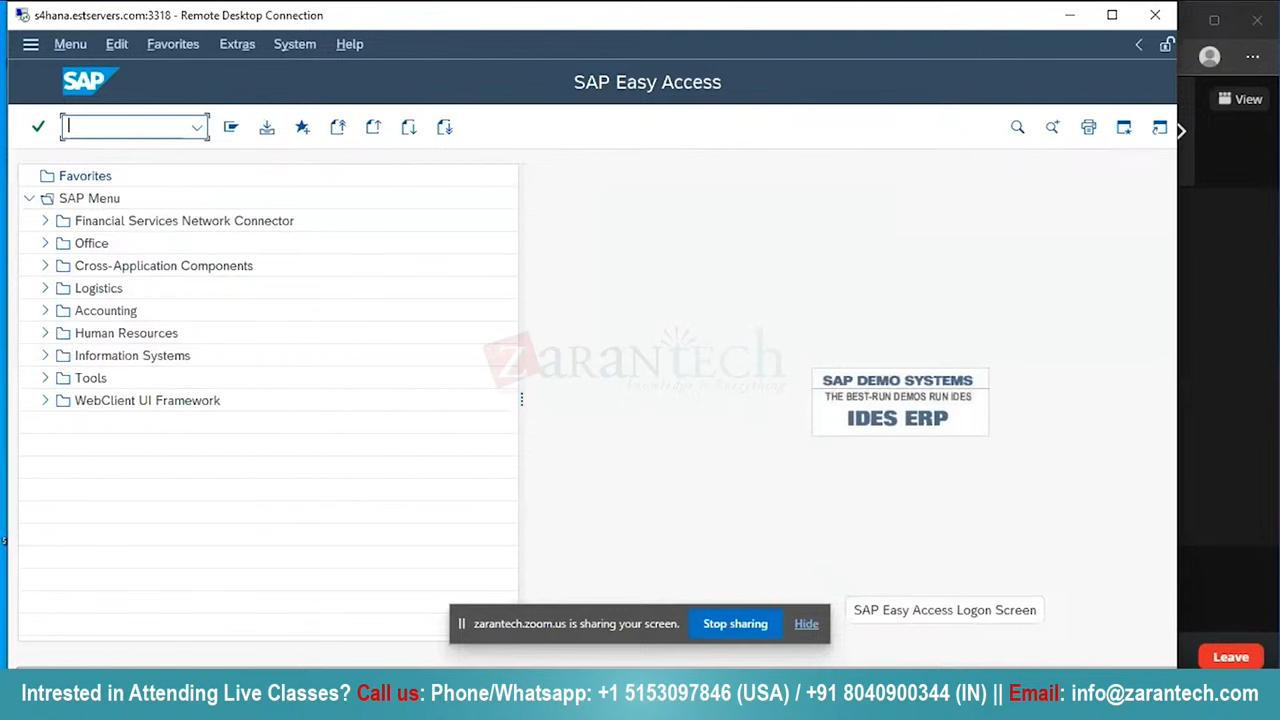 s4hana.estservers.com:3318 - Remote Desktop Connection
Menu Edit Favorites Extras System Help
SAP
SAP Easy Access
View
Favorites
SAP Menu
Financial Services Network Connector
Office
Cross-Application Components
Logistics
Accounting
Human Resources
Information Systems
Tools
WebClient UI Framework
ZARANTECH
Knowledge is Everything
SAP DEMO SYSTEMS
THE BEST-RUN DEMOS RUN IDES
IDES ERP
SAP Easy Access Logon Screen
zarantech.zoom.us is sharing your screen. Stop sharing Hide
Leave
Intrested in Attending Live Classes? Call us: Phone/Whatsapp: +1 5153097846 (USA) / +91 8040900344 (IN) || Email: info@zarantech.com